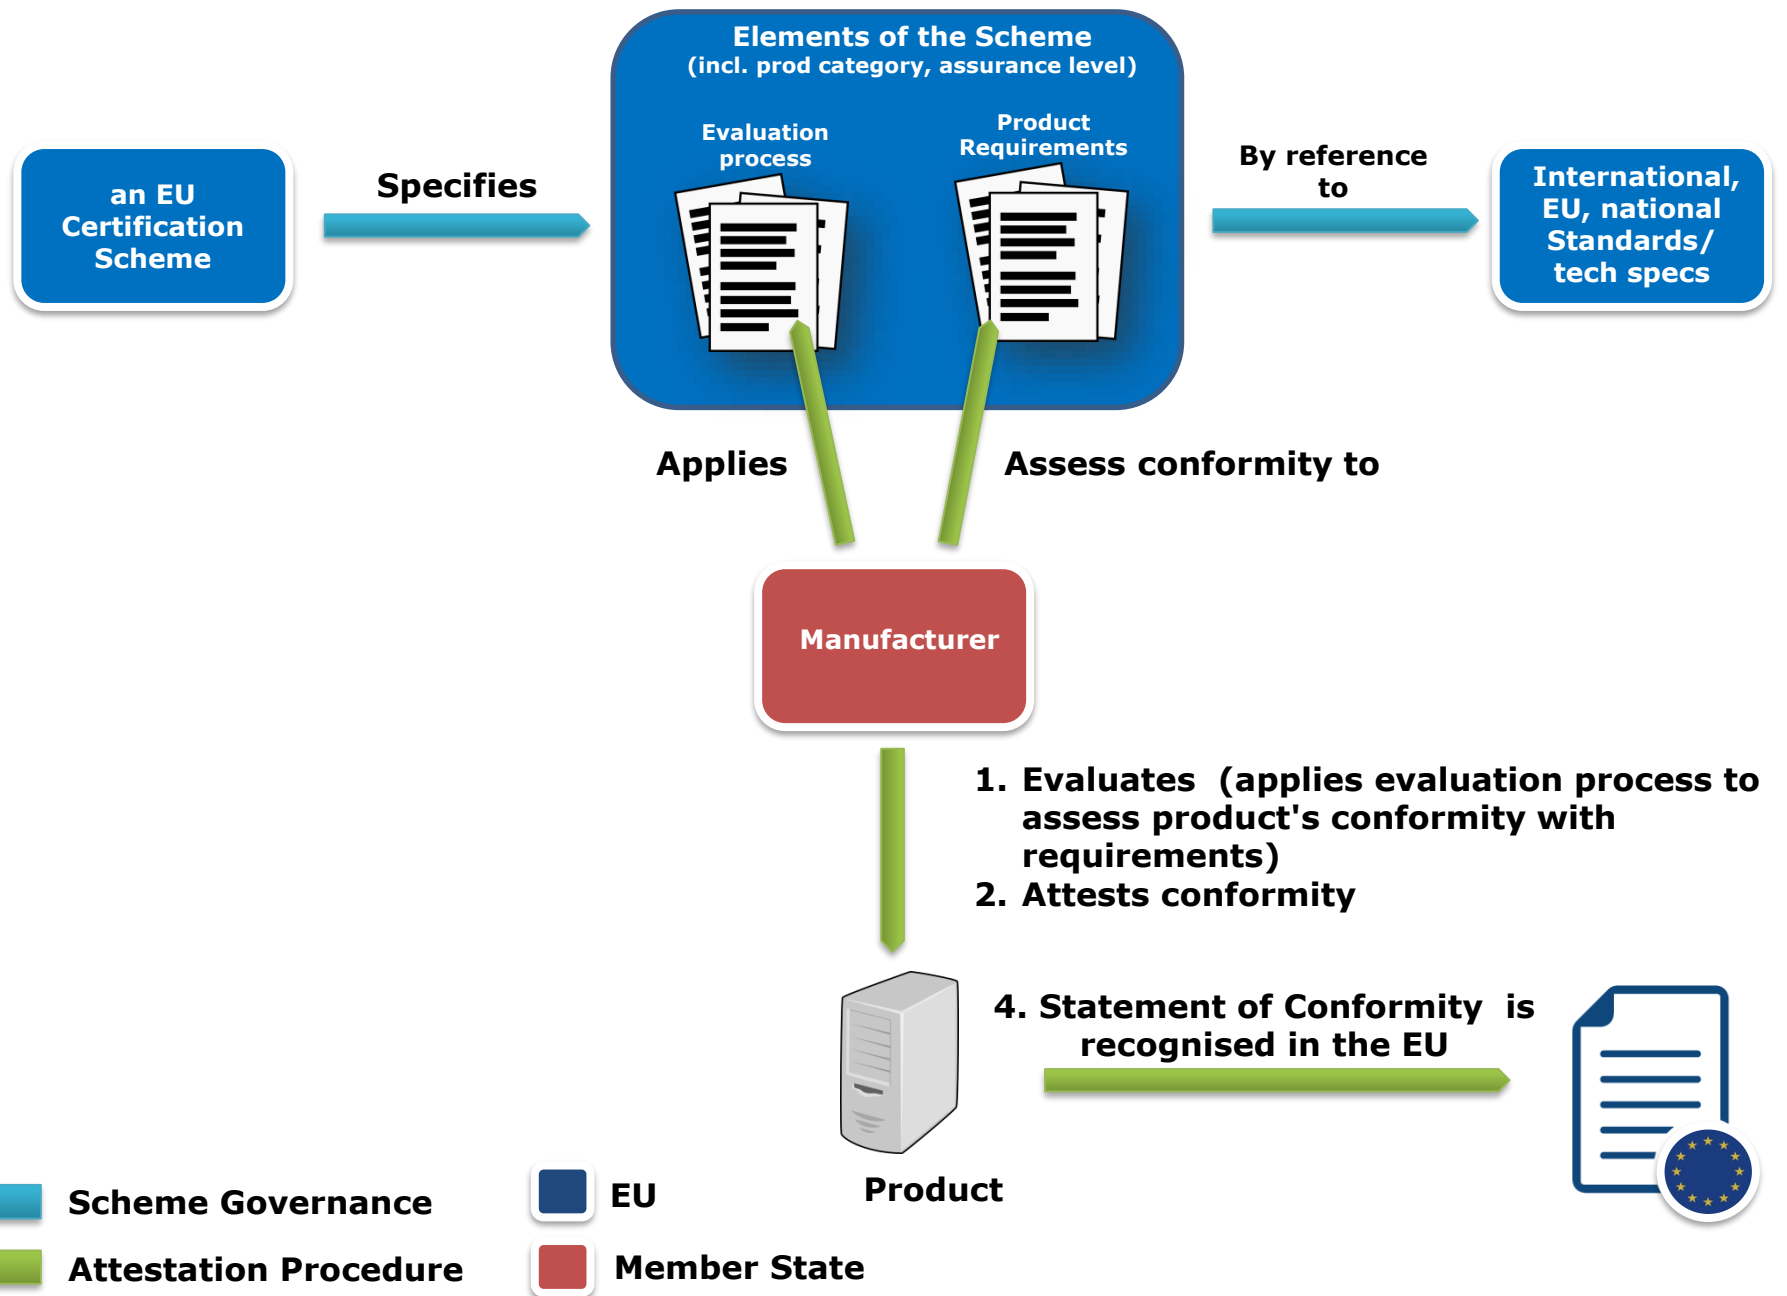 Elements of the Scheme
(incl. prod category, assurance level)
Evaluation
process
Product
Requirements
an EU
Certification
Scheme
Specifies
By reference
to
International,
EU, national
Standards/
tech specs
Applies
Assess conformity to
Manufacturer
1. Evaluates  (applies evaluation process to
assess product's conformity with
requirements)
2. Attests conformity
4. Statement of Conformity  is
recognised in the EU
Product
Scheme Governance
EU
Attestation Procedure
Member State